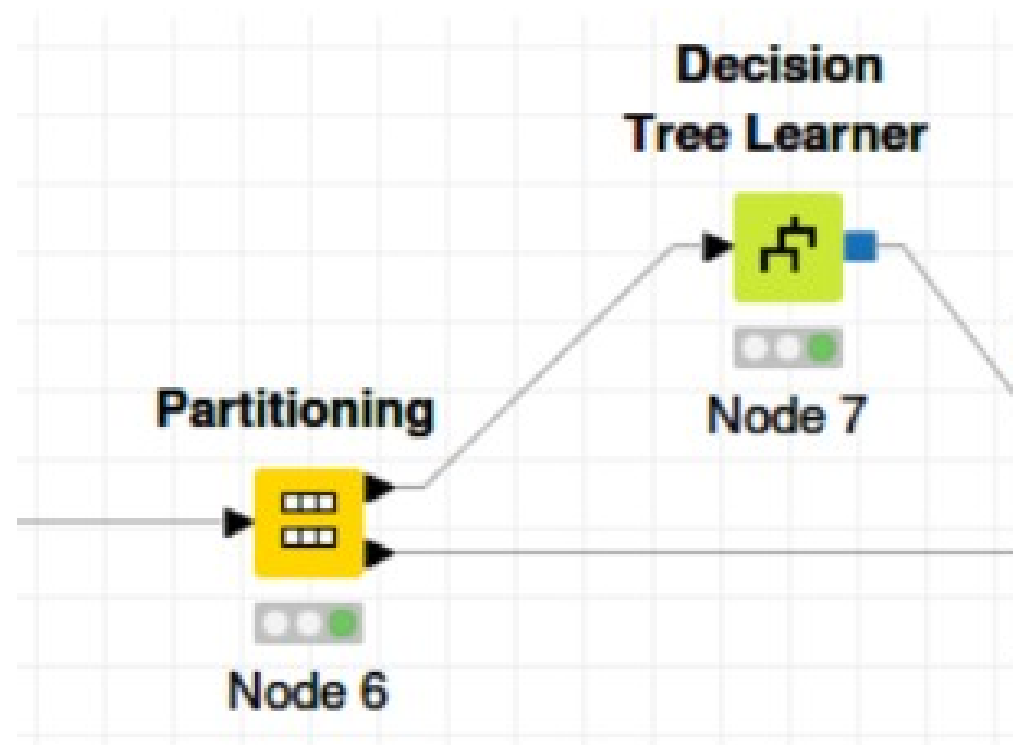 Decision
Tree Learner
Node 7
Partitioning
Node 6